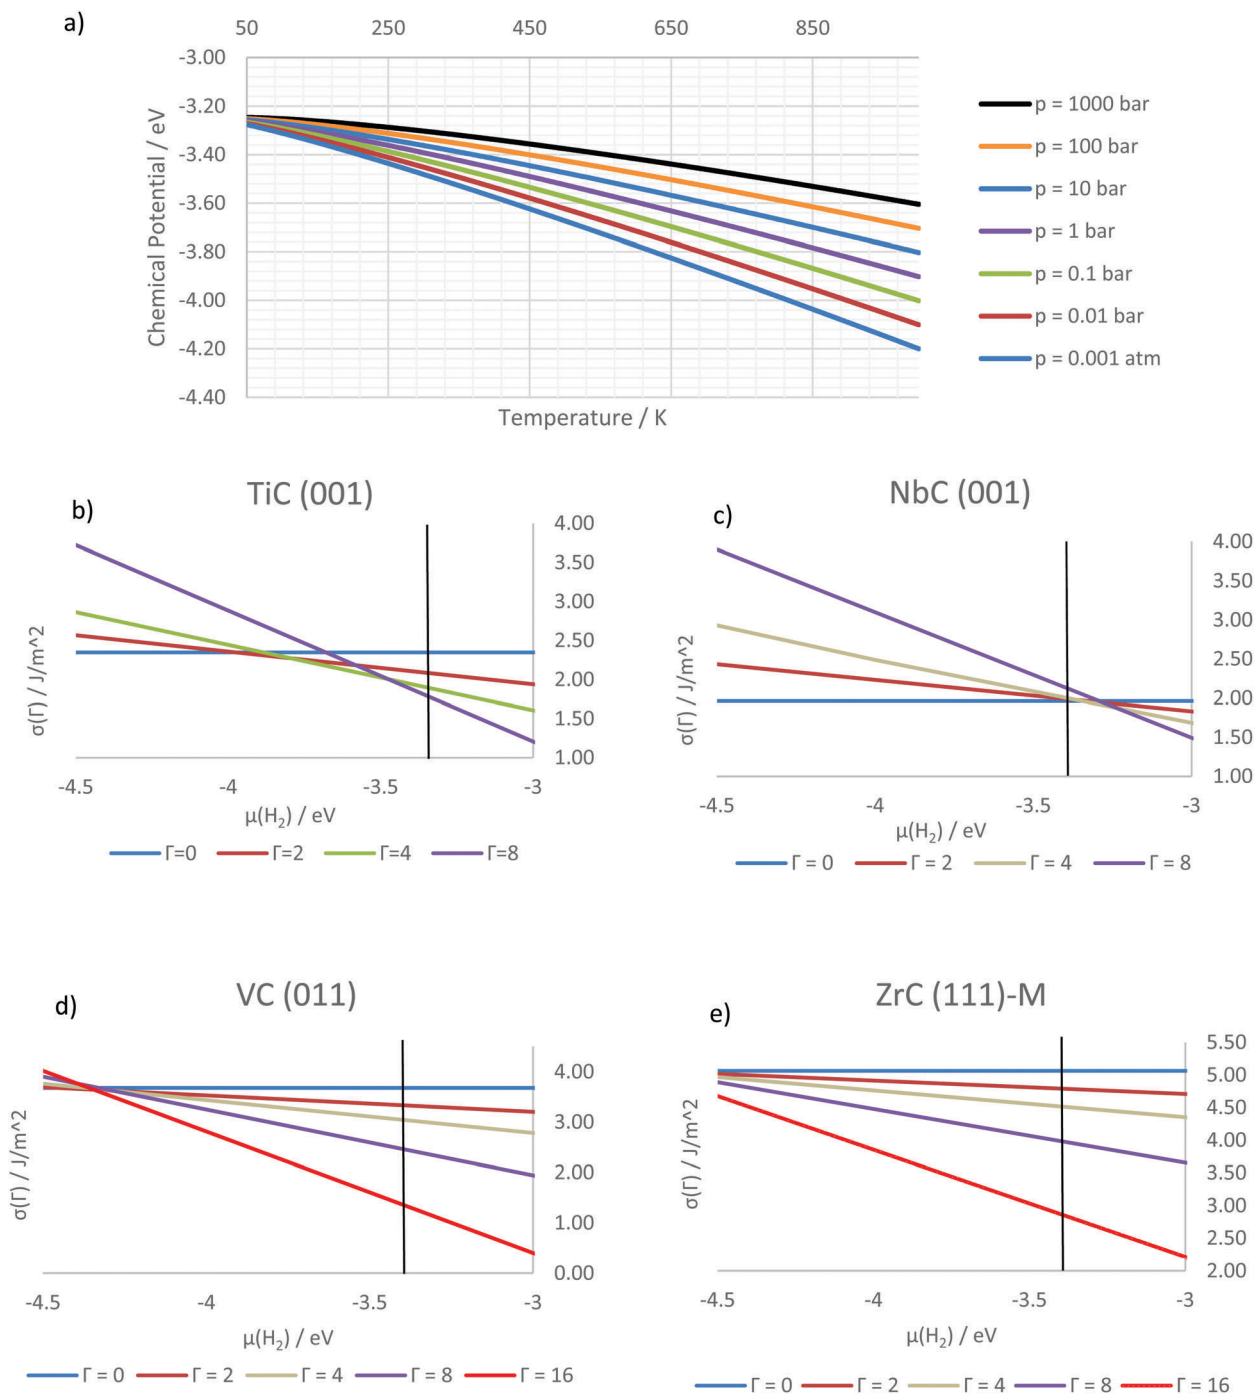 a)
50 250 450 650 850
-3.00
-3.20
-3.40
-3.60
-3.80
-4.00
-4.20
-4.40
Chemical Potential / eV
Temperature / K
p = 1000 bar
p = 100 bar
p = 10 bar
p = 1 bar
p = 0.1 bar
p = 0.01 bar
p = 0.001 atm
b)
TiC (001)
4.00
3.50
3.00
2.50
2.00
1.50
1.00
σ(Γ) / J/m^2
-4.5 -4 -3.5 -3
μ(H₂) / eV
Γ=0 Γ=2 Γ=4 Γ=8
c)
NbC (001)
4.00
3.50
3.00
2.50
2.00
1.50
1.00
σ(Γ) / J/m^2
-4.5 -4 -3.5 -3
μ(H₂) / eV
Γ = 0 Γ = 2 Γ = 4 Γ = 8
d)
VC (011)
4.00
3.00
2.00
1.00
0.00
σ(Γ) / J/m^2
-4.5 -4 -3.5 -3
μ(H₂) / eV
Γ = 0 Γ = 2 Γ = 4 Γ = 8 Γ = 16
e)
ZrC (111)-M
5.50
5.00
4.50
4.00
3.50
3.00
2.50
2.00
σ(Γ) / J/m^2
-4.5 -4 -3.5 -3
μ(H₂) / eV
Γ = 0 Γ = 2 Γ = 4 Γ = 8 Γ = 16